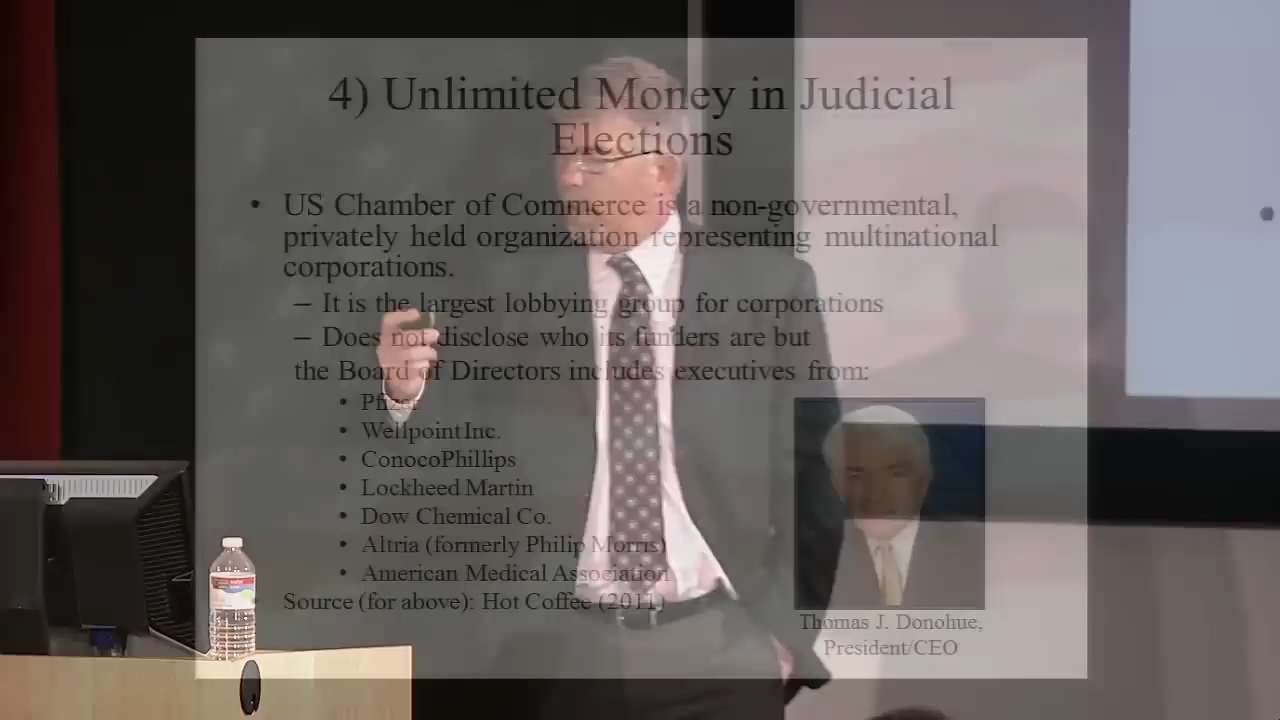 4) Unlimited Money in Judicial
Elections
• US Chamber of Commerce is a non-governmental,
privately held organization representing multinational
corporations.
– It is the largest lobbying group for corporations
– Does not disclose who its funders are but
the Board of Directors includes executives from:
• Pfizer
• Wellpoint Inc.
• ConocoPhillips
• Lockheed Martin
• Dow Chemical Co.
• Altria (formerly Philip Morris)
• American Medical Association
Source (for above): Hot Coffee (2011)
Thomas J. Donohue,
President/CEO